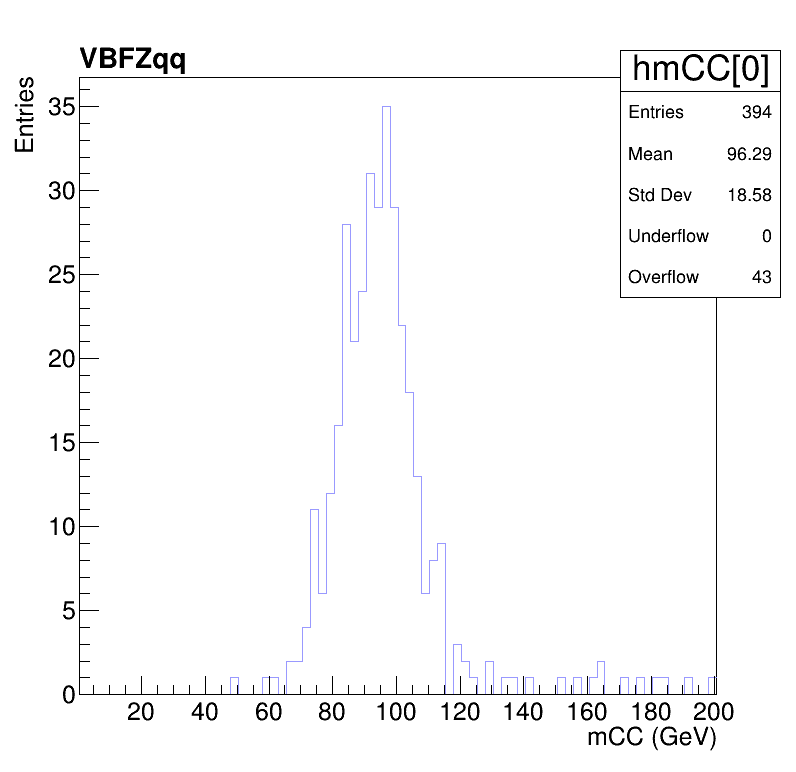 VBFZqq
hmCC[0]
Entries 394
Mean 96.29
Std Dev 18.58
Underflow 0
Overflow 43
Entries
35
30
25
20
15
10
5
0
20 40 60 80 100 120 140 160 180 200
mCC (GeV)